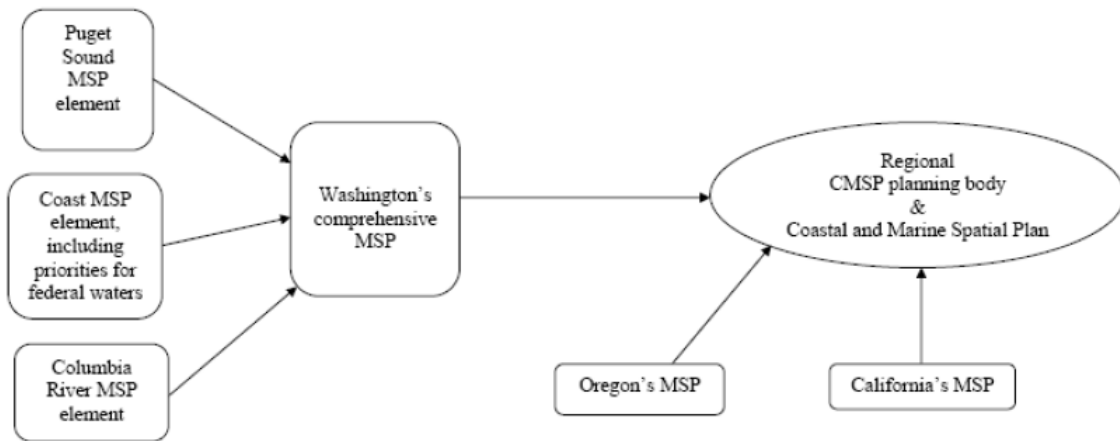 Puget
Sound
MSP
element
Coast MSP
element,
including
priorities for
federal waters
Columbia
River MSP
element
Washington's
comprehensive
MSP
Regional
CMSP planning body
&
Coastal and Marine Spatial Plan
Oregon's MSP
California's MSP